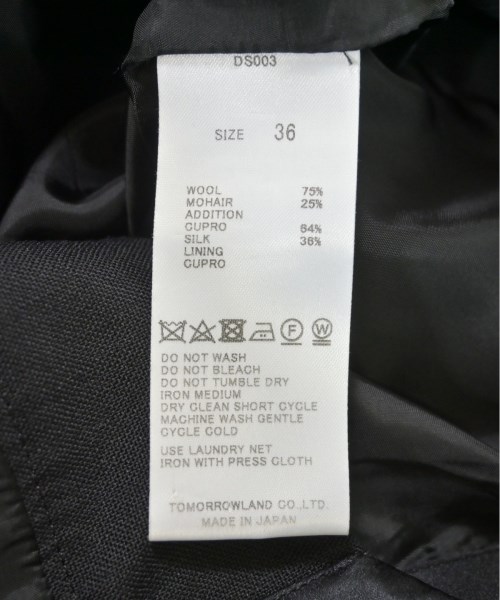 DS003
SIZE 36
WOOL 75%
MOHAIR 25%
ADDITION
CUPRO 64%
SILK 36%
LINING
CUPRO
F W
DO NOT WASH
DO NOT BLEACH
DO NOT TUMBLE DRY
IRON MEDIUM
DRY CLEAN SHORT CYCLE
MACHINE WASH GENTLE
CYCLE COLD
USE LAUNDRY NET
IRON WITH PRESS CLOTH
TOMORROWLAND CO.,LTD.
MADE IN JAPAN